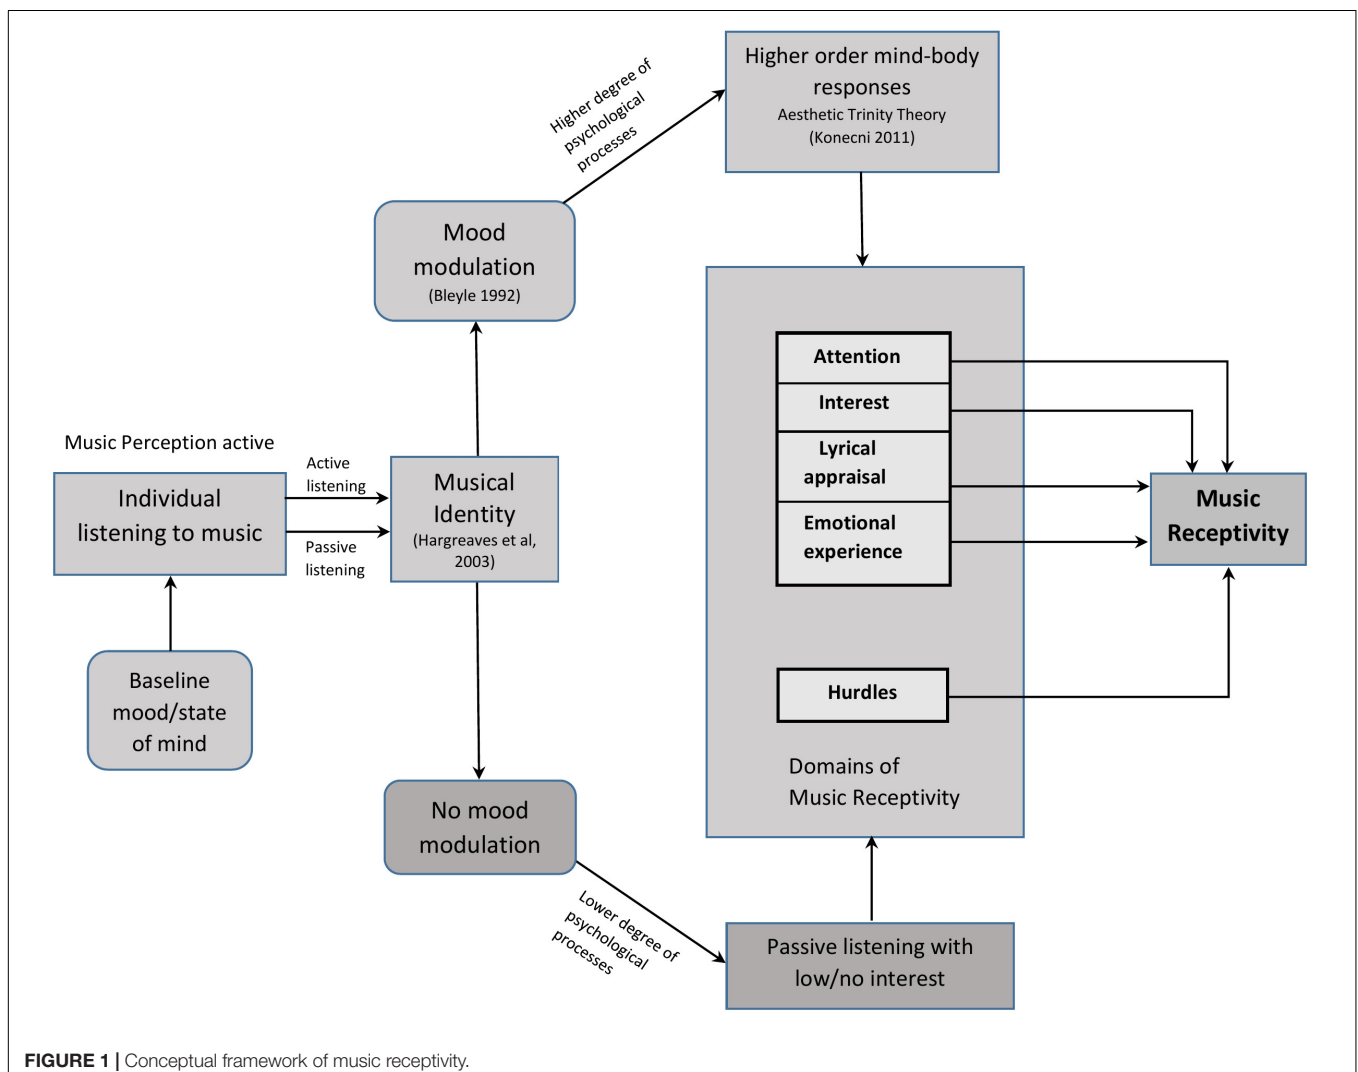 Higher order mind-body
responses
Aesthetic Trinity Theory
(Konecni 2011)
Higher degree of
psychological
processes
Mood
modulation
(Bleyle 1992)
Attention
Interest
Lyrical
appraisal
Emotional
experience
Music
Receptivity
Music Perception active
Individual
listening to music
Active
listening
Passive
listening
Musical
Identity
(Hargreaves et al,
2003)
Baseline
mood/state
of mind
Hurdles
Domains of
Music Receptivity
No mood
modulation
Lower degree of
psychological
processes
Passive listening with
low/no interest
FIGURE 1 | Conceptual framework of music receptivity.